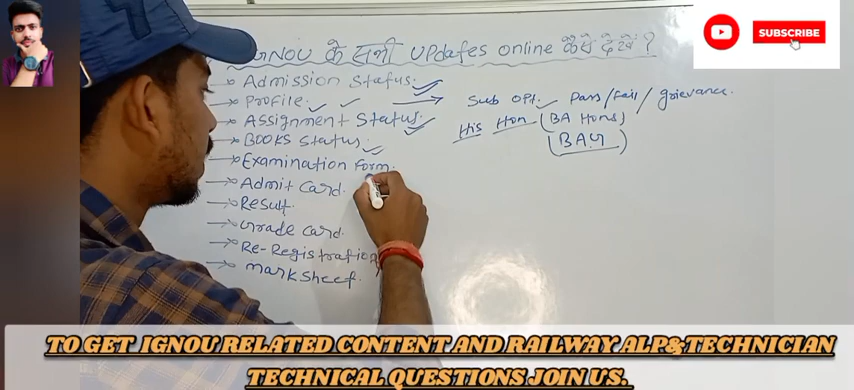 IGNOU के सभी Updates online कैसे देखें ?
→ Admission Status.
→ Profile.
→ Assignment Status.
→ Books Status.
→ Examination form.
→ Admit Card.
→ Result.
→ Grade Card.
→ Re-Registration
→ marksheet.
→ Sub Opt. Pass/fail/grievance.
His Hon (BA Hons)
(BAG)
SUBSCRIBE
TO GET IGNOU RELATED CONTENT AND RAILWAY ALP&TECHNICIAN
TECHNICAL QUESTIONS JOIN US.